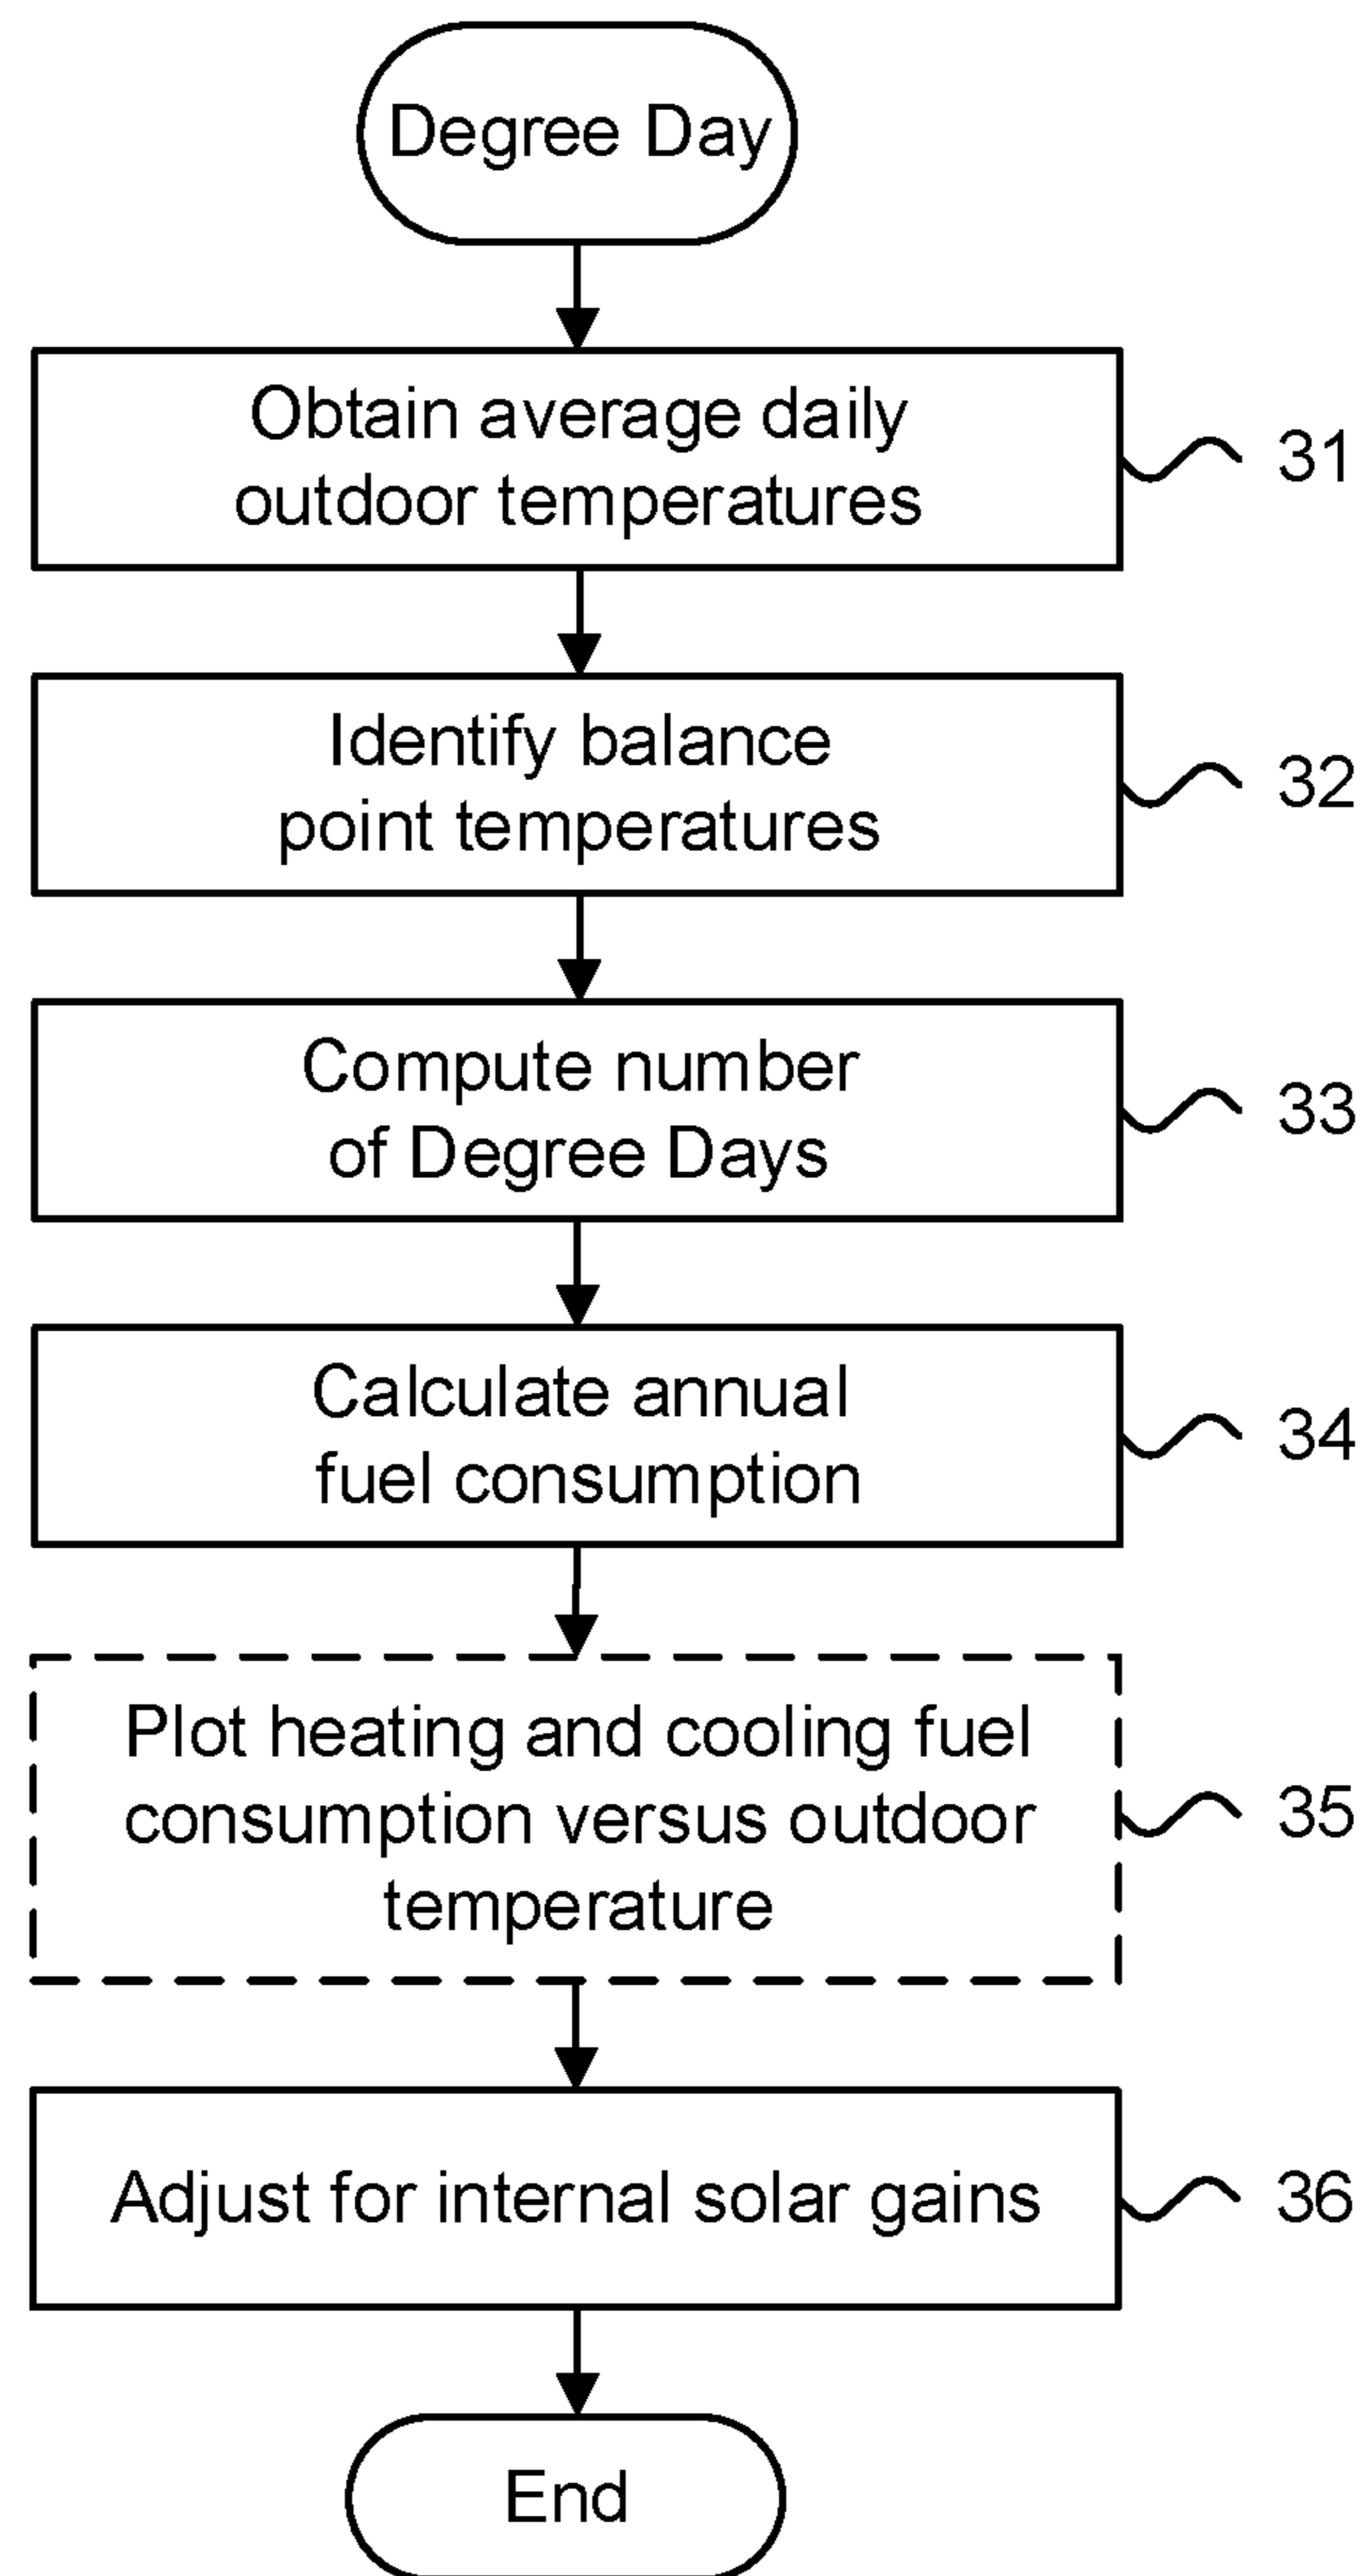 Degree Day
Obtain average daily
outdoor temperatures
31
Identify balance
point temperatures
32
Compute number
of Degree Days
33
Calculate annual
fuel consumption
34
Plot heating and cooling fuel
consumption versus outdoor
temperature
35
Adjust for internal solar gains
36
End